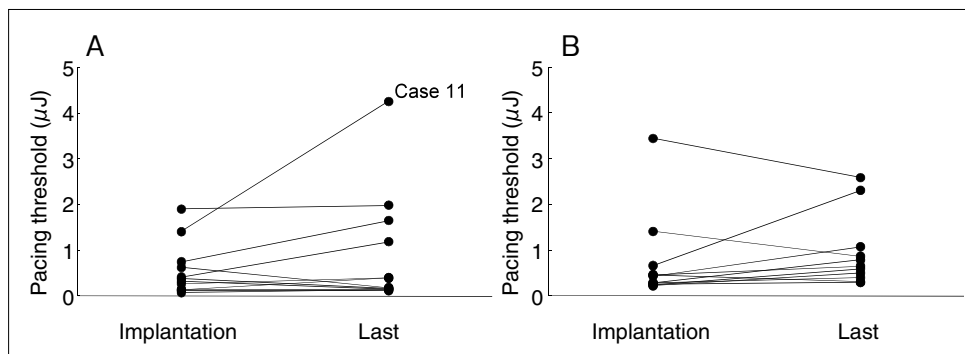 A
Pacing threshold (µJ)
5
4
3
2
1
0
Case 11
Implantation
Last
B
Pacing threshold (µJ)
5
4
3
2
1
0
Implantation
Last